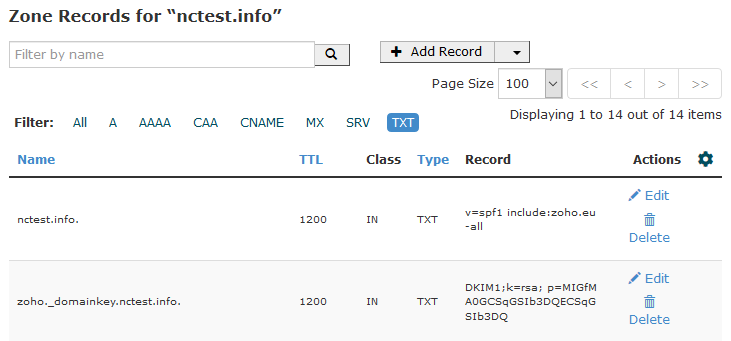 Zone Records for “nctest.info”
Filter by name
Add Record
Page Size 100 << < > >>
Displaying 1 to 14 out of 14 items
Filter: All A AAAA CAA CNAME MX SRV TXT
Name TTL Class Type Record Actions
nctest.info. 1200 IN TXT v=spf1 include:zoho.eu
-all
Edit
Delete
zoho._domainkey.nctest.info. 1200 IN TXT DKIM1;k=rsa; p=MIGfM
A0GCSqGSIb3DQECSqG
SIb3DQ
Edit
Delete